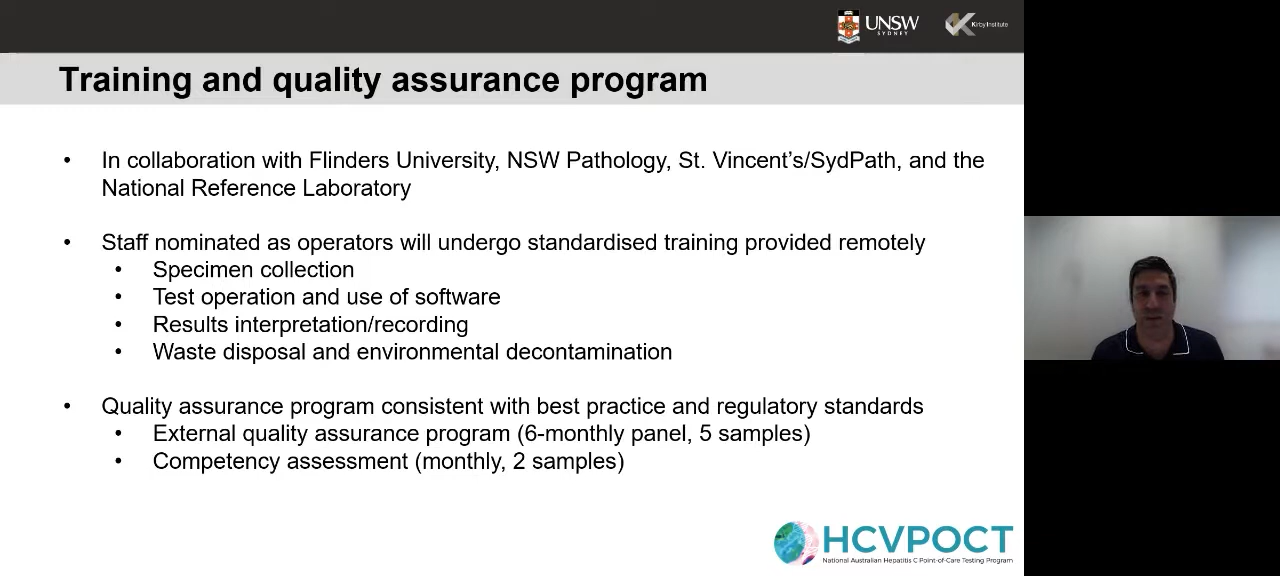 UNSW
SYDNEY
Kirby Institute
Training and quality assurance program
• In collaboration with Flinders University, NSW Pathology, St. Vincent’s/SydPath, and the
National Reference Laboratory
• Staff nominated as operators will undergo standardised training provided remotely
• Specimen collection
• Test operation and use of software
• Results interpretation/recording
• Waste disposal and environmental decontamination
• Quality assurance program consistent with best practice and regulatory standards
• External quality assurance program (6-monthly panel, 5 samples)
• Competency assessment (monthly, 2 samples)
HCVPOCT
National Australian Hepatitis C Point-of-Care Testing Program